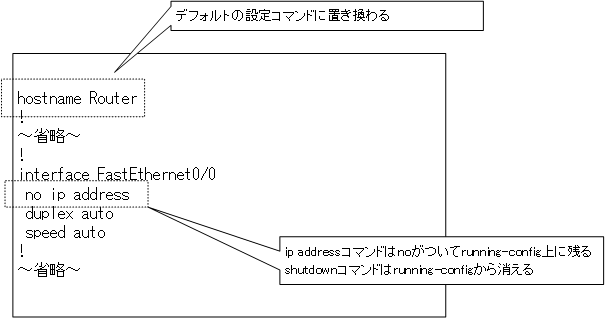 デフォルトの設定コマンドに置き換わる
hostname Router
!
～省略～
!
interface FastEthernet0/0
no ip address
duplex auto
speed auto
!
～省略～
ip addressコマンドはnoがついてrunning-config上に残る
shutdownコマンドはrunning-configから消える